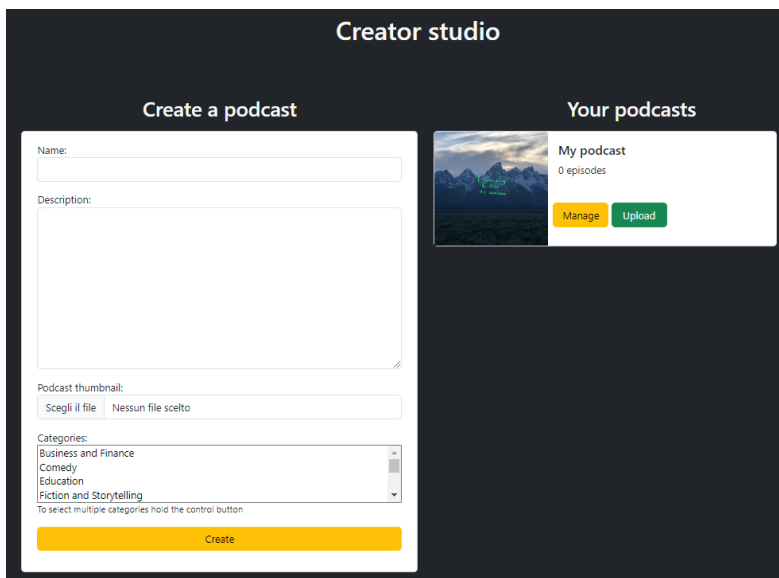 Creator studio
Create a podcast
Name:
Description:
Podcast thumbnail:
Scegli il file Nessun file scelto
Categories:
Business and Finance
Comedy
Education
Fiction and Storytelling
To select multiple categories hold the control button
Create
Your podcasts
My podcast
0 episodes
Manage Upload